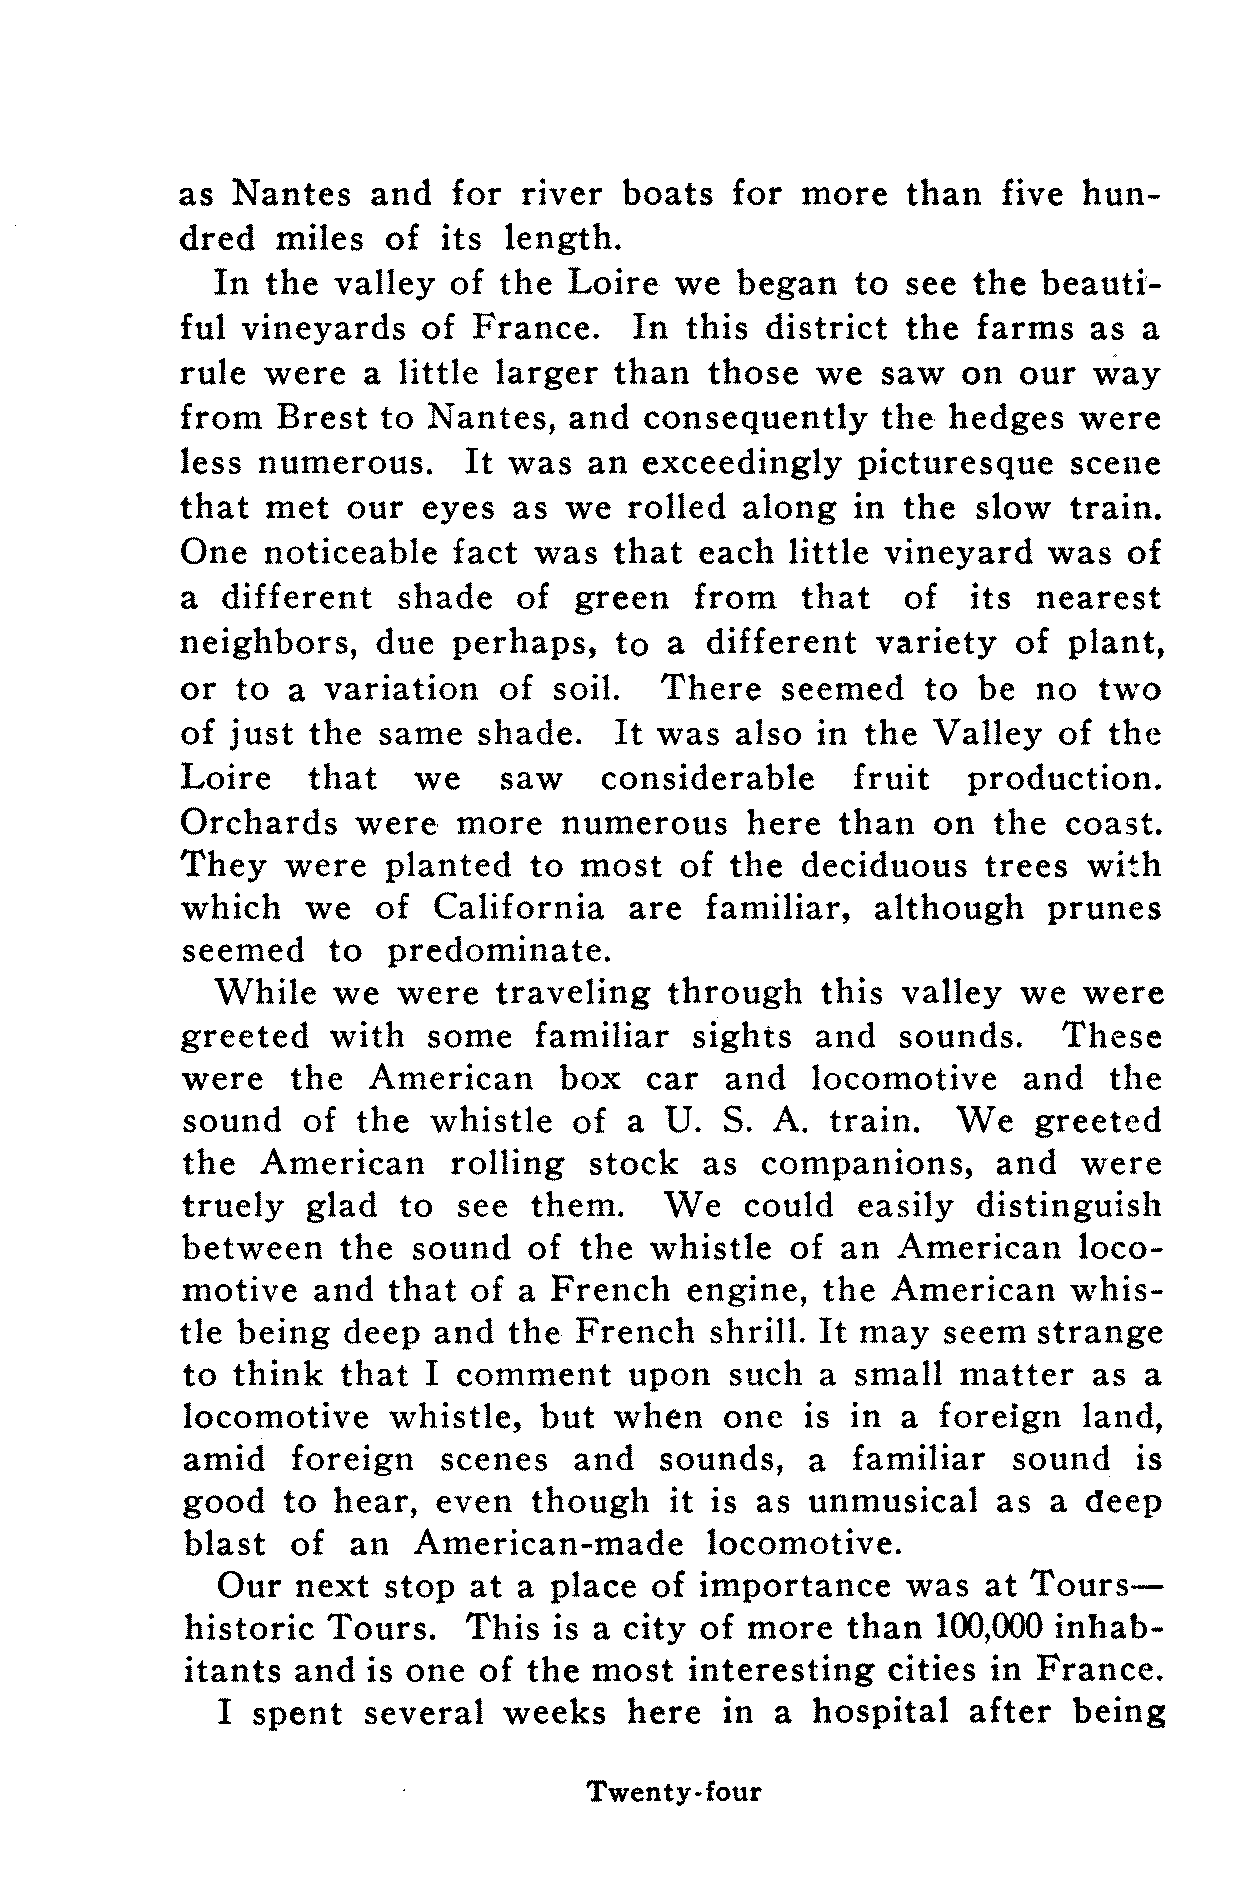 as Nantes and for river boats for more than five hun-
dred miles of its length.
In the valley of the Loire we began to see the beauti-
ful vineyards of France. In this district the farms as a
rule were a little larger than those we saw on our way
from Brest to Nantes, and consequently the hedges were
less numerous. It was an exceedingly picturesque scene
that met our eyes as we rolled along in the slow train.
One noticeable fact was that each little vineyard was of
a different shade of green from that of its nearest
neighbors, due perhaps, to a different variety of plant,
or to a variation of soil. There seemed to be no two
of just the same shade. It was also in the Valley of the
Loire that we saw considerable fruit production.
Orchards were more numerous here than on the coast.
They were planted to most of the deciduous trees with
which we of California are familiar, although prunes
seemed to predominate.
While we were traveling through this valley we were
greeted with some familiar sights and sounds. These
were the American box car and locomotive and the
sound of the whistle of a U. S. A. train. We greeted
the American rolling stock as companions, and were
truely glad to see them. We could easily distinguish
between the sound of the whistle of an American loco-
motive and that of a French engine, the American whis-
tle being deep and the French shrill. It may seem strange
to think that I comment upon such a small matter as a
locomotive whistle, but when one is in a foreign land,
amid foreign scenes and sounds, a familiar sound is
good to hear, even though it is as unmusical as a deep
blast of an American-made locomotive.
Our next stop at a place of importance was at Tours—
historic Tours. This is a city of more than 100,000 inhab-
itants and is one of the most interesting cities in France.
I spent several weeks here in a hospital after being
Twenty-four